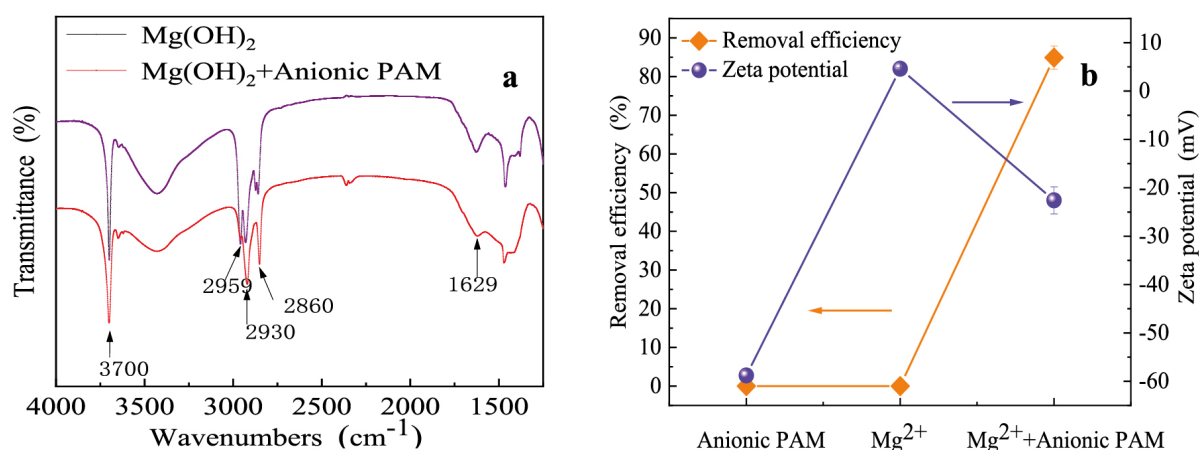 Mg(OH)2
Mg(OH)2+Anionic PAM
a
Transmittance (%)
2959
2860
2930
1629
3700
4000 3500 3000 2500 2000 1500
Wavenumbers (cm-1)
Removal efficiency
Zeta potential
b
90
85
80
75
70
60
50
40
30
20
10
0
Removal efficiency (%)
10
0
-10
-20
-30
-40
-50
-60
Zeta potential (mV)
Anionic PAM Mg2+ Mg2++Anionic PAM